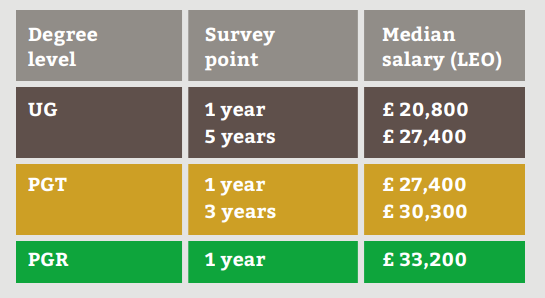 Degree level Survey point Median salary (LEO)
UG 1 year £ 20,800
5 years £ 27,400
PGT 1 year £ 27,400
3 years £ 30,300
PGR 1 year £ 33,200